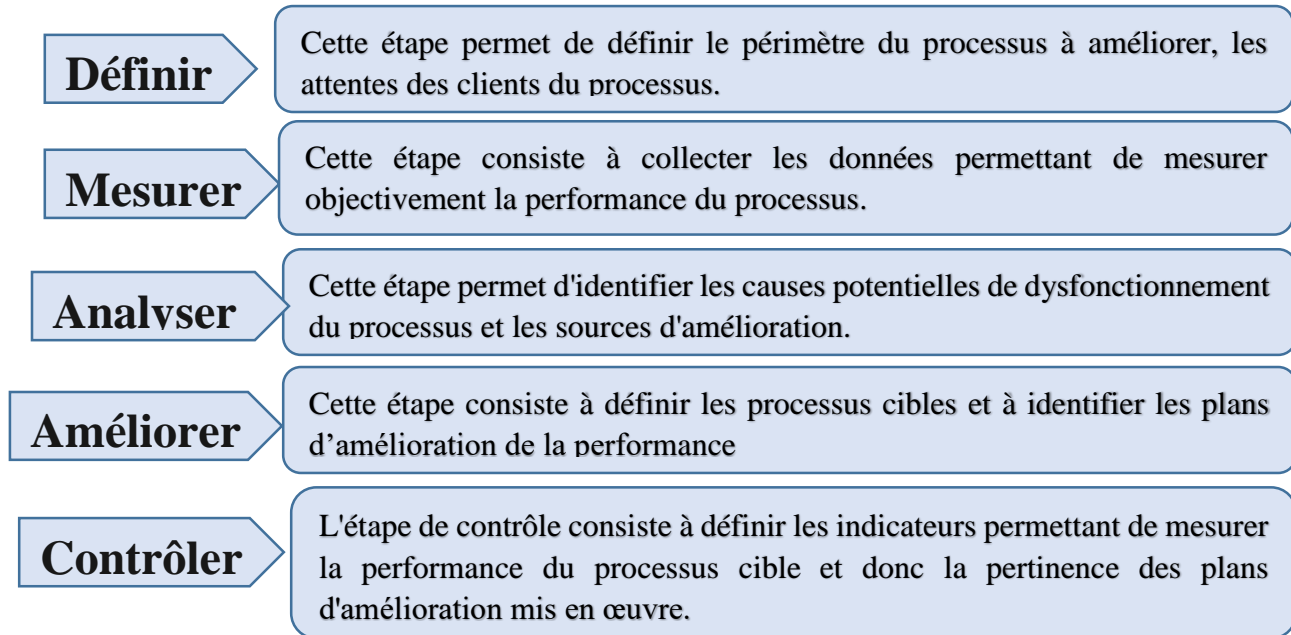 Définir
Cette étape permet de définir le périmètre du processus à améliorer, les
attentes des clients du processus.
Mesurer
Cette étape consiste à collecter les données permettant de mesurer
objectivement la performance du processus.
Analyser
Cette étape permet d'identifier les causes potentielles de dysfonctionnement
du processus et les sources d'amélioration.
Améliorer
Cette étape consiste à définir les processus cibles et à identifier les plans
d’amélioration de la performance
Contrôler
L'étape de contrôle consiste à définir les indicateurs permettant de mesurer
la performance du processus cible et donc la pertinence des plans
d'amélioration mis en œuvre.